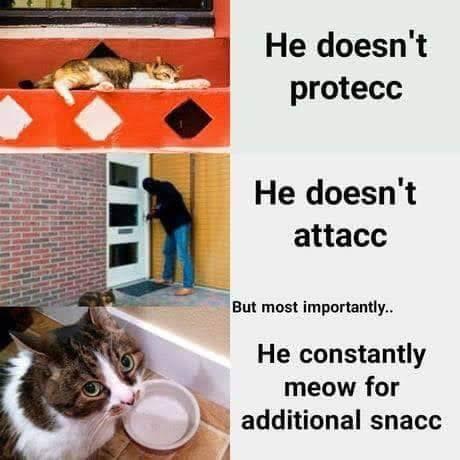 He doesn't
protecc
He doesn't
attacc
But most importantly..
He constantly
meow for
additional snacc